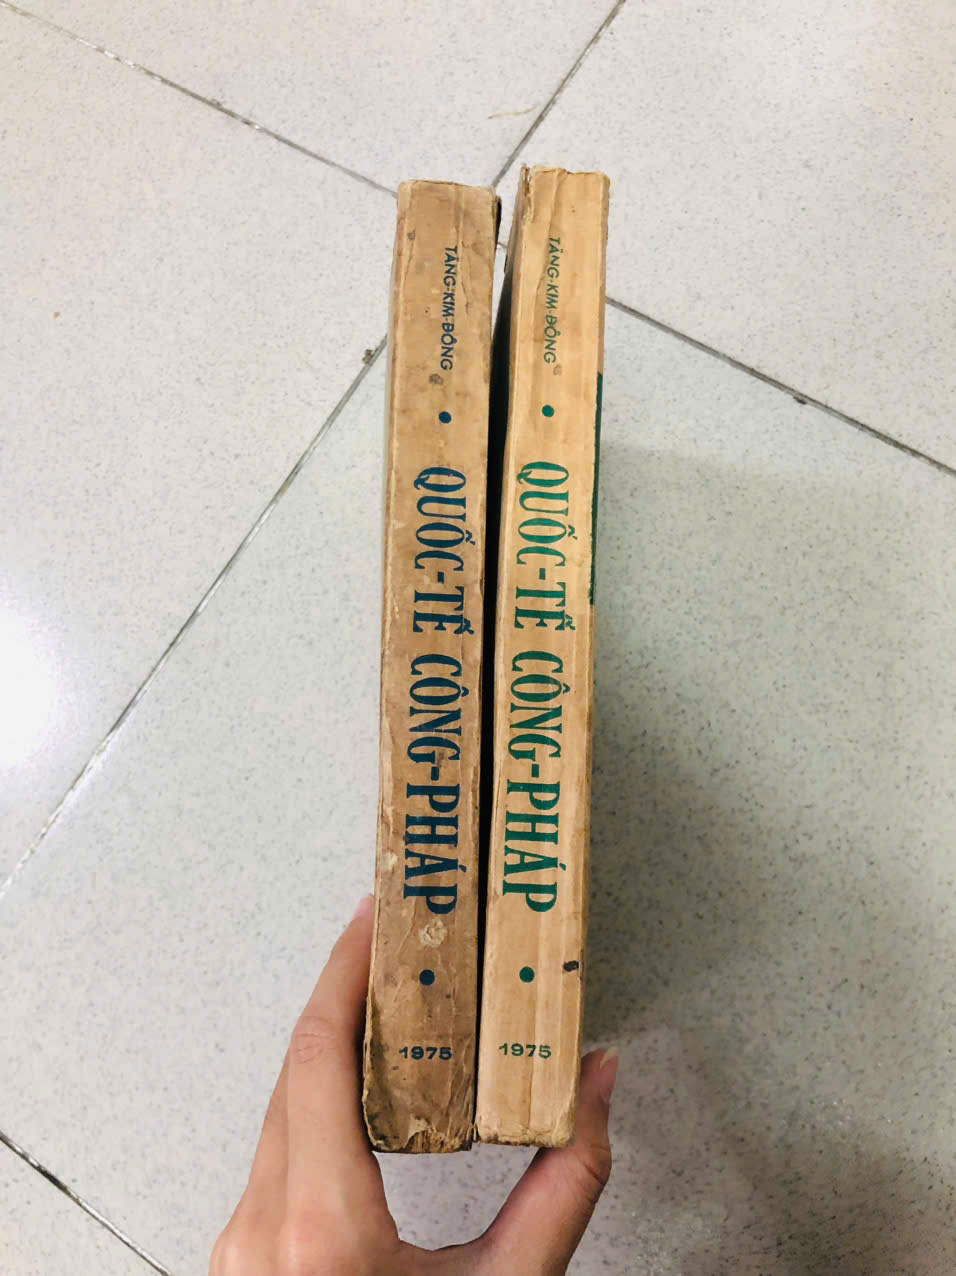 TĂNG-KIM-ĐÔNG
QUỐC-TẾ CÔNG-PHÁP
1975
TĂNG-KIM-ĐÔNG
QUỐC-TẾ CÔNG-PHÁP
1975